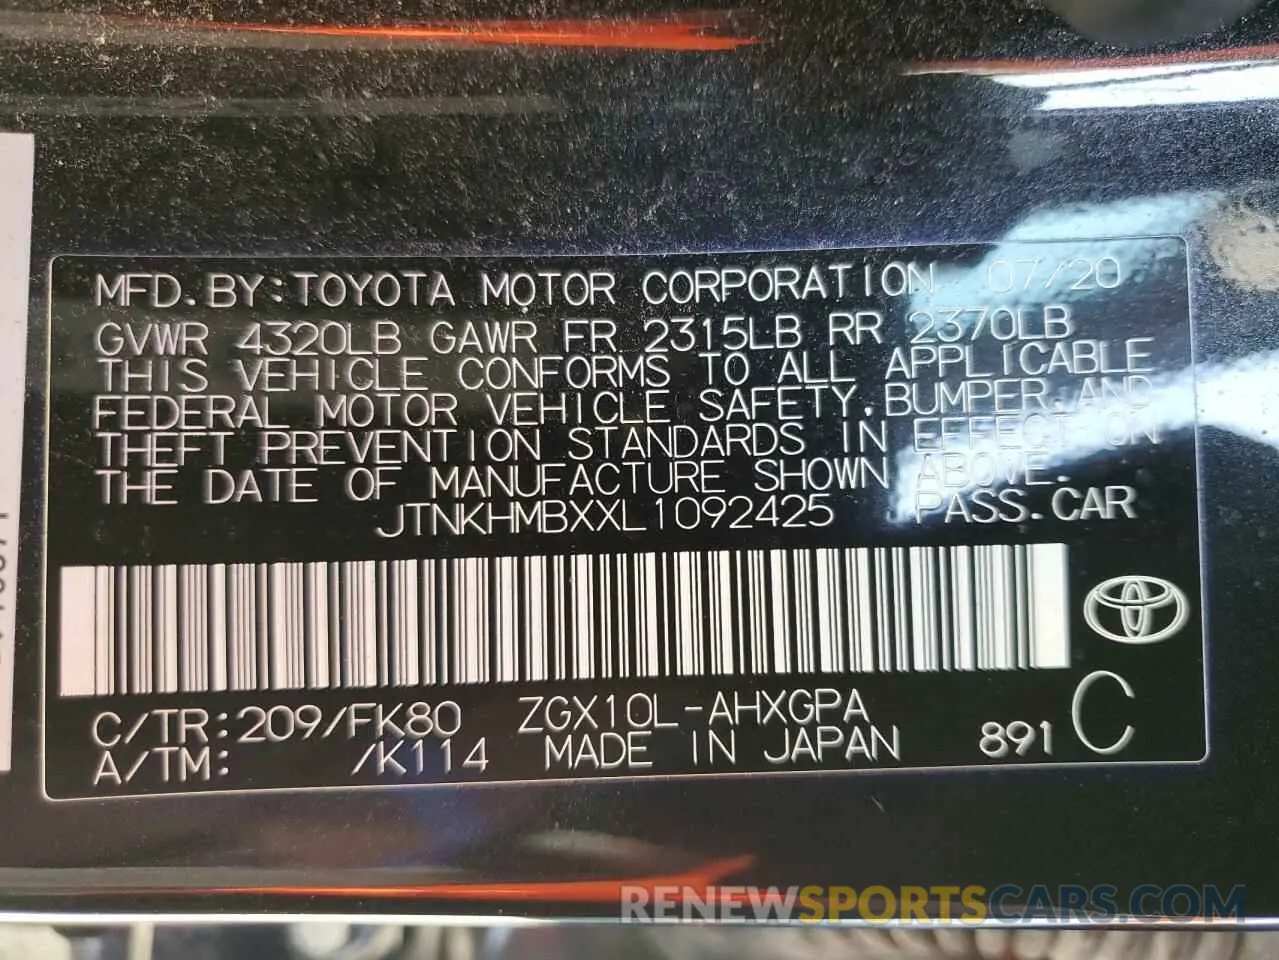 MFD.BY:TOYOTA MOTOR CORPORATION 07/20
GVWR 4320LB GAWR FR 2315LB RR 2370LB
THIS VEHICLE CONFORMS TO ALL APPLICABLE
FEDERAL MOTOR VEHICLE SAFETY,BUMPER,AND
THEFT PREVENTION STANDARDS IN EFFECT ON
THE DATE OF MANUFACTURE SHOWN ABOVE.
JTNKHMBXXL1092425 PASS.CAR
C/TR:209/FK80 ZGX10L-AHXGPA
A/TM: /K114 MADE IN JAPAN 891 C
RENEWSPORTSCARS.COM